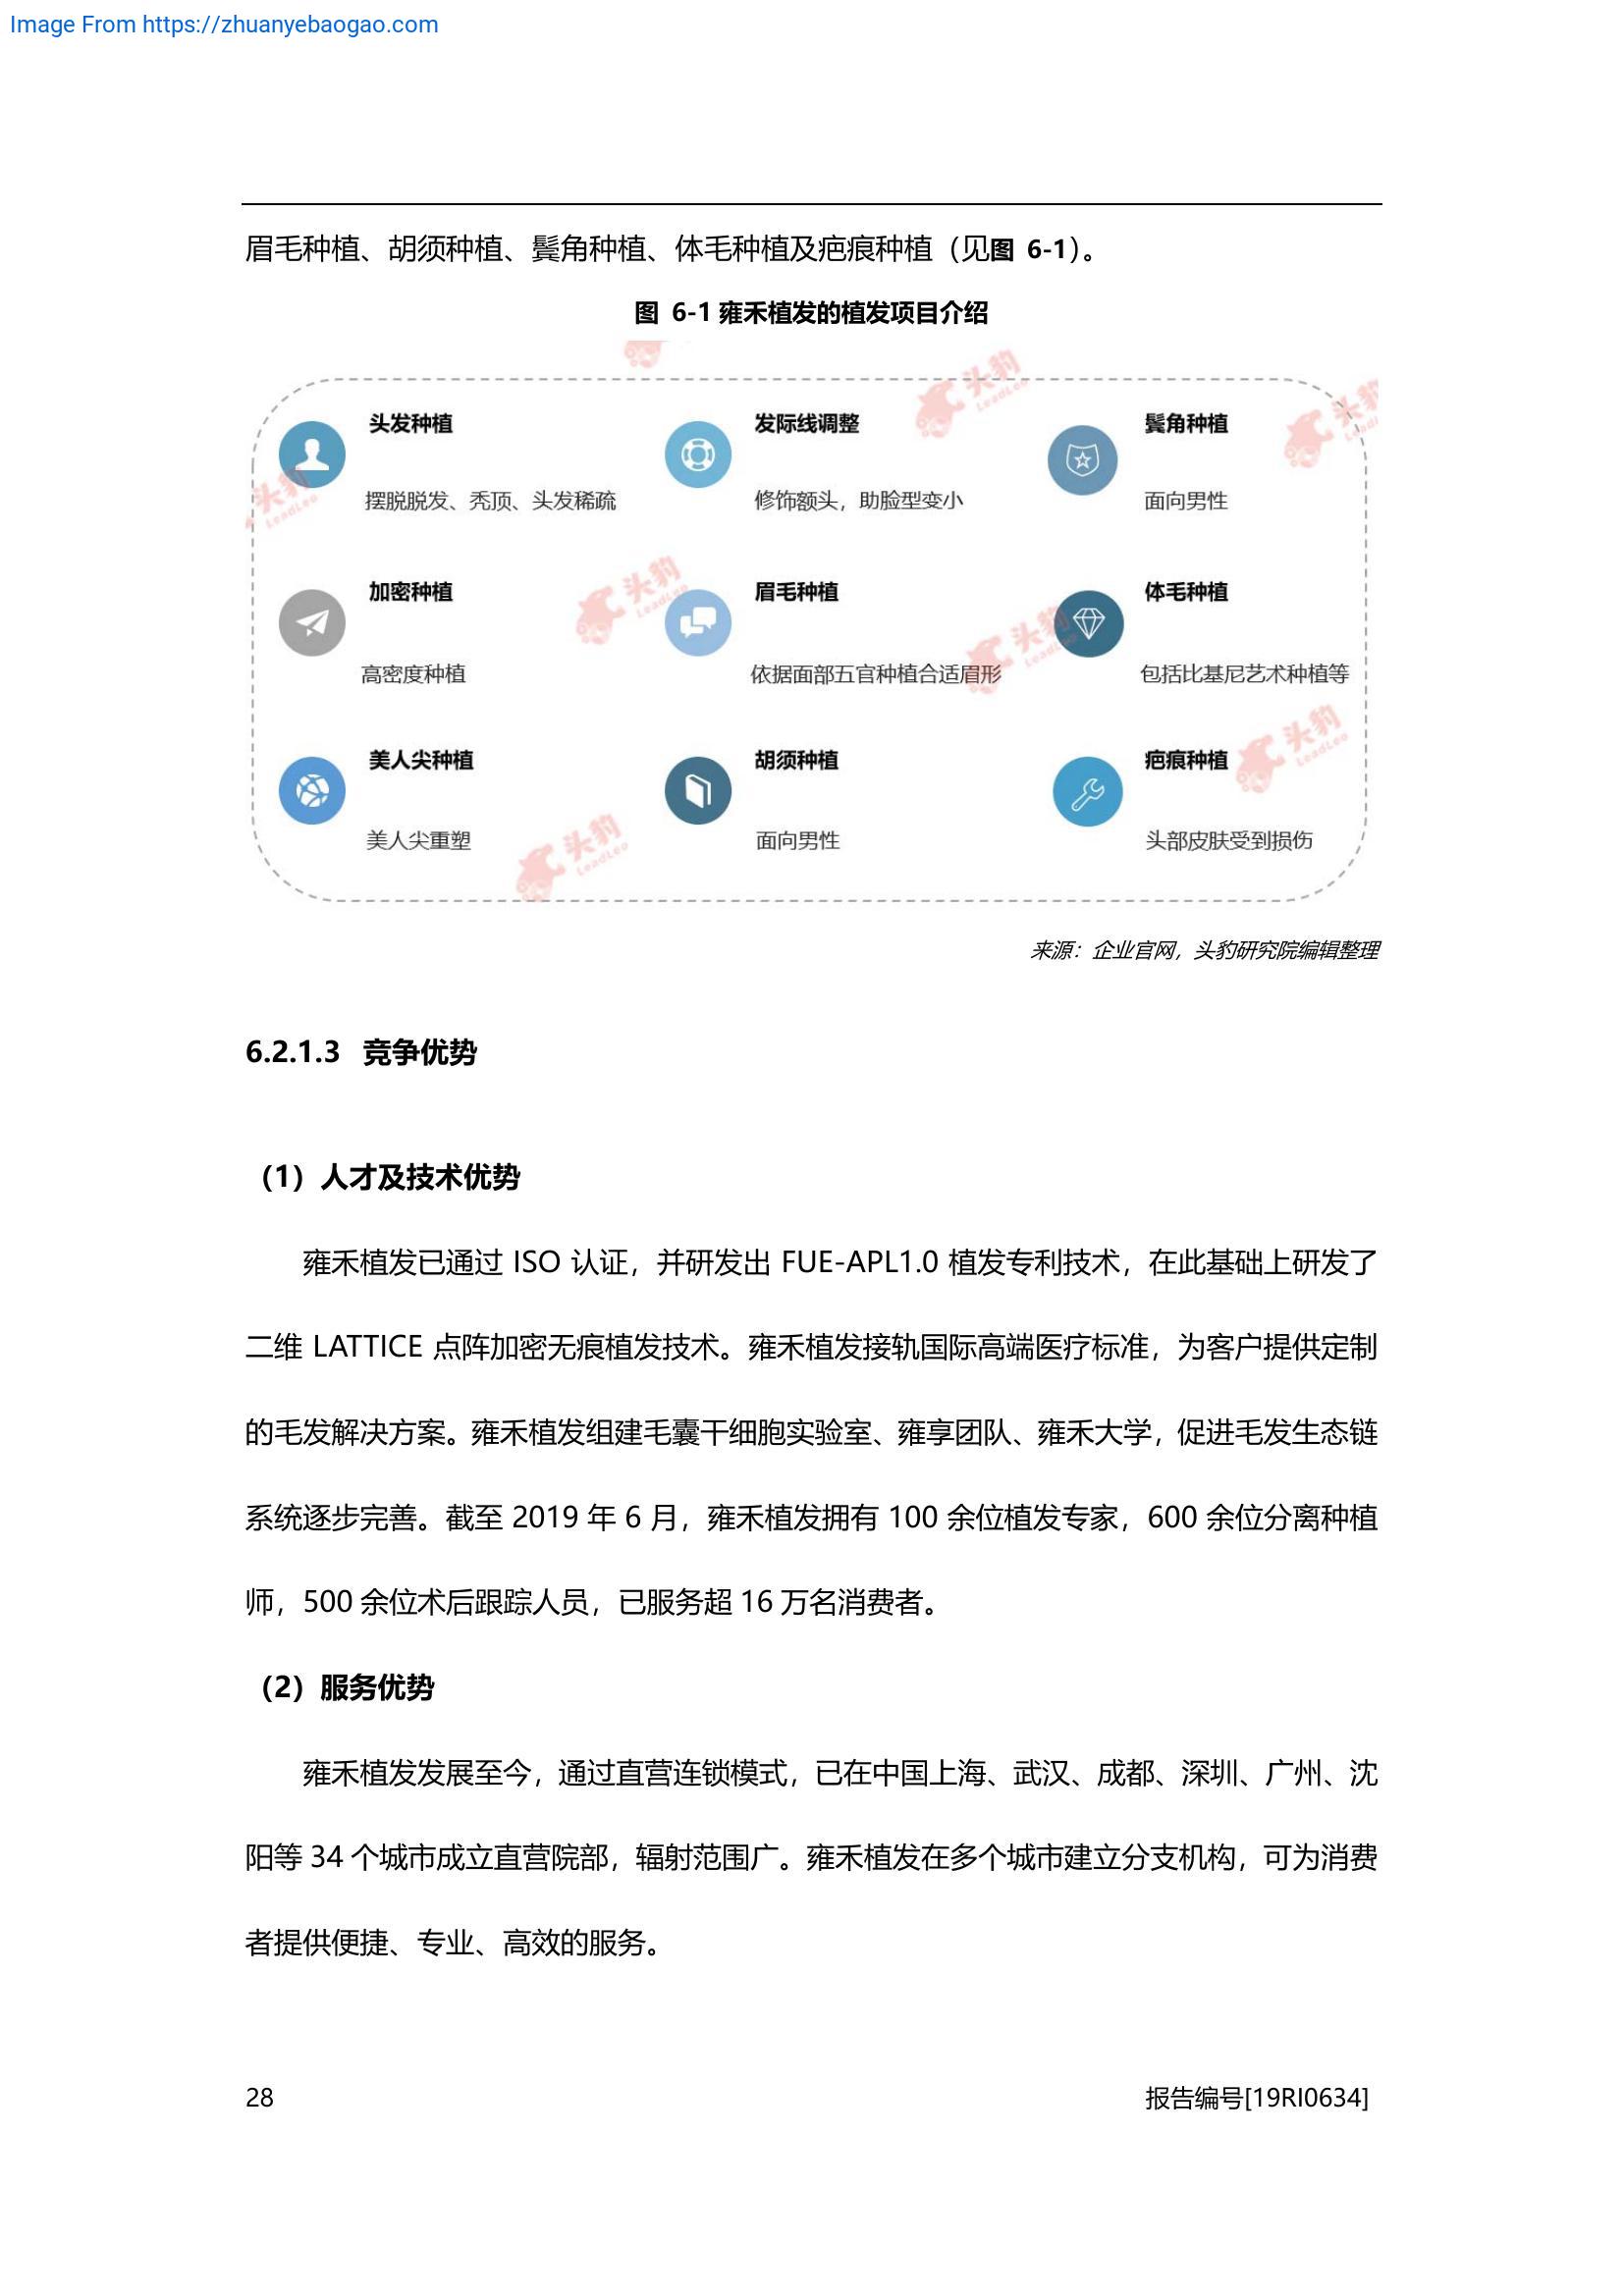 Image From https://zhuanyebaogao.com
眉毛种植、胡须种植、鬓角种植、体毛种植及疤痕种植（见图 6-1）。
图 6-1 雍禾植发的植发项目介绍
头发种植
摆脱脱发、秃顶、头发稀疏
发际线调整
修饰额头，助脸型变小
鬓角种植
面向男性
加密种植
高密度种植
眉毛种植
依据面部五官种植合适眉形
体毛种植
包括比基尼艺术种植等
美人尖种植
美人尖重塑
胡须种植
面向男性
疤痕种植
头部皮肤受到损伤
头豹
LeadLeo
来源：企业官网，头豹研究院编辑整理
6.2.1.3 竞争优势
（1）人才及技术优势
雍禾植发已通过 ISO 认证，并研发出 FUE-APL1.0 植发专利技术，在此基础上研发了
二维 LATTICE 点阵加密无痕植发技术。雍禾植发接轨国际高端医疗标准，为客户提供定制
的毛发解决方案。雍禾植发组建毛囊干细胞实验室、雍享团队、雍禾大学，促进毛发生态链
系统逐步完善。截至 2019 年 6 月，雍禾植发拥有 100 余位植发专家，600 余位分离种植
师，500 余位术后跟踪人员，已服务超 16 万名消费者。
（2）服务优势
雍禾植发发展至今，通过直营连锁模式，已在中国上海、武汉、成都、深圳、广州、沈
阳等 34 个城市成立直营院部，辐射范围广。雍禾植发在多个城市建立分支机构，可为消费
者提供便捷、专业、高效的服务。
28
报告编号[19RI0634]